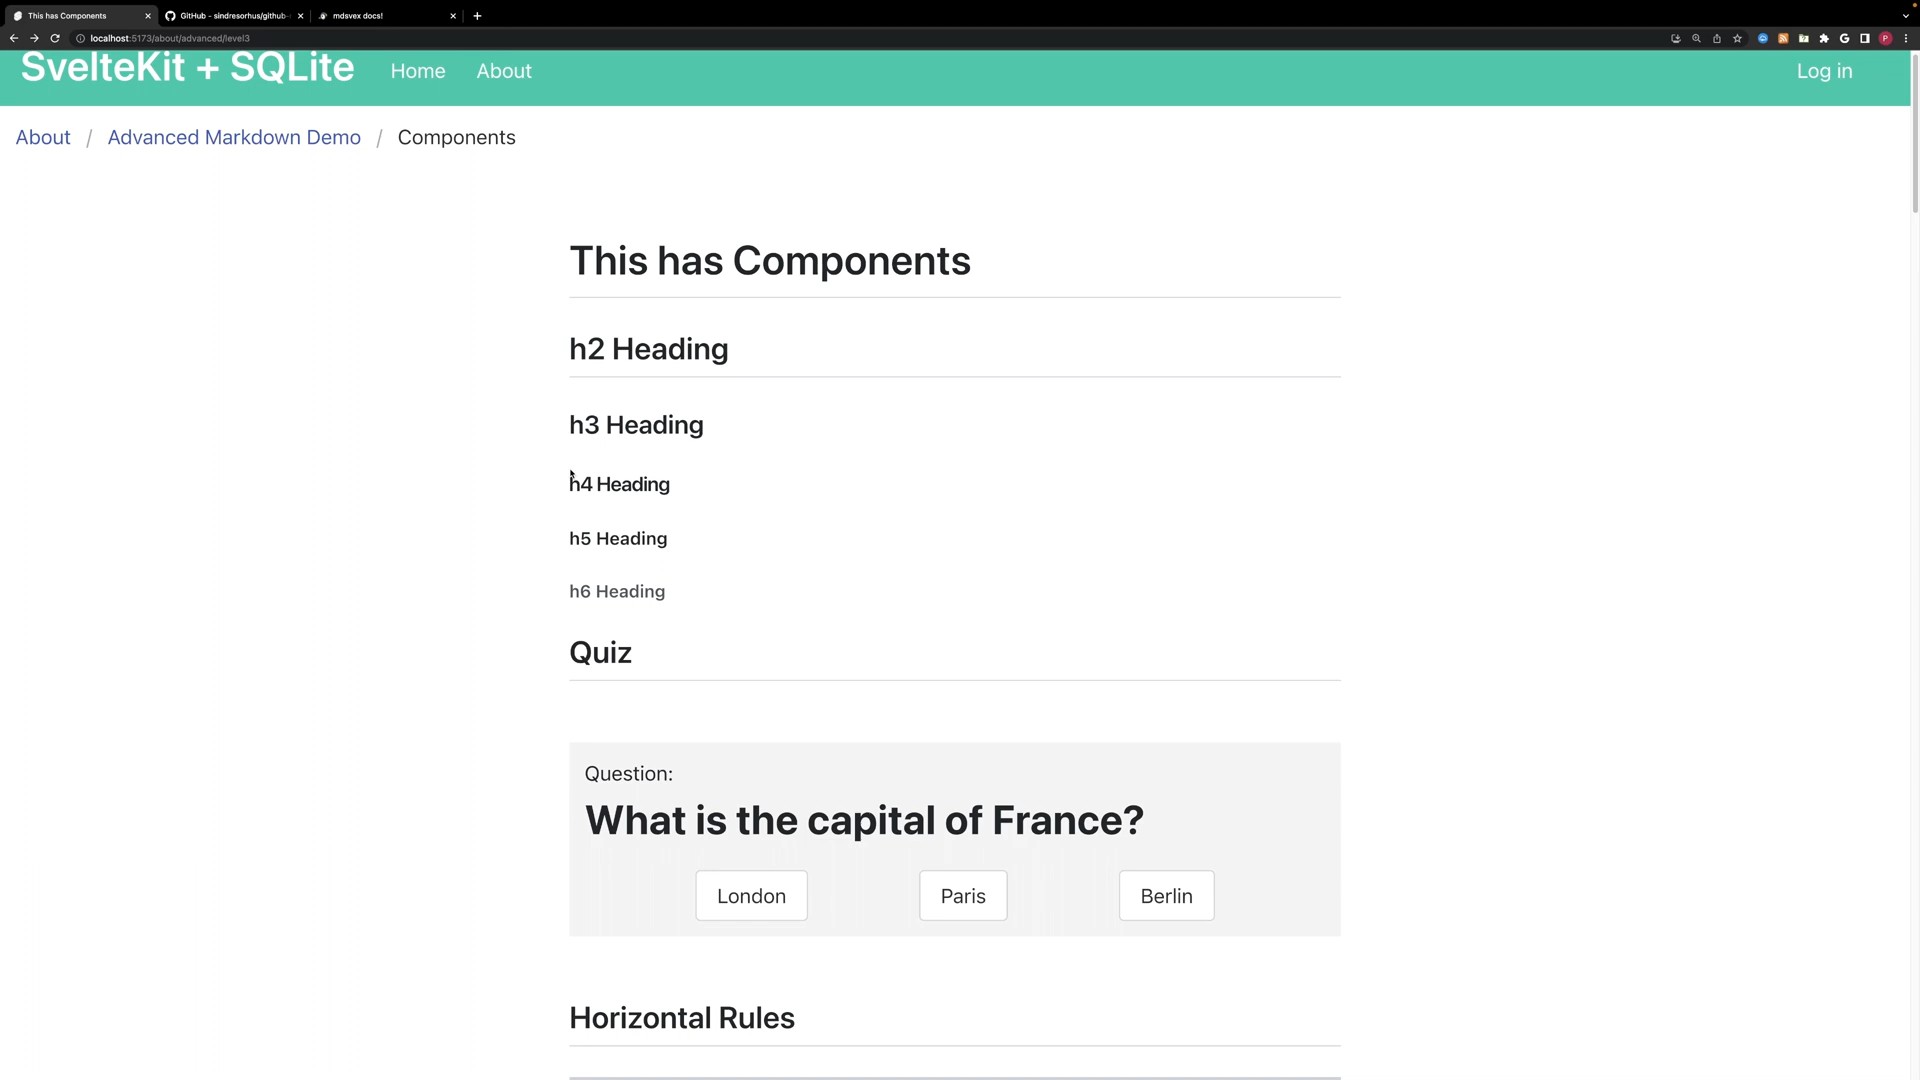 This has Components
GitHub - sindresorhus/github-
mdsvex docs!
localhost:5173/about/advanced/level3
P
SvelteKit + SQLite Home About Log in
About / Advanced Markdown Demo / Components
This has Components
h2 Heading
h3 Heading
h4 Heading
h5 Heading
h6 Heading
Quiz
Question:
What is the capital of France?
London Paris Berlin
Horizontal Rules